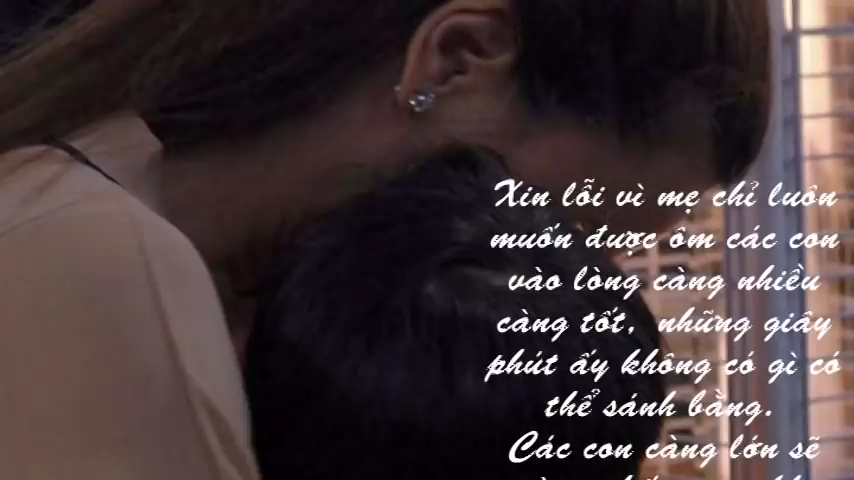 Xin lỗi vì mẹ chỉ luôn
muốn được ôm các con
vào lòng càng nhiều
càng tốt, những giây
phút ấy không có gì có
thể sánh bằng.
Các con càng lớn sẽ